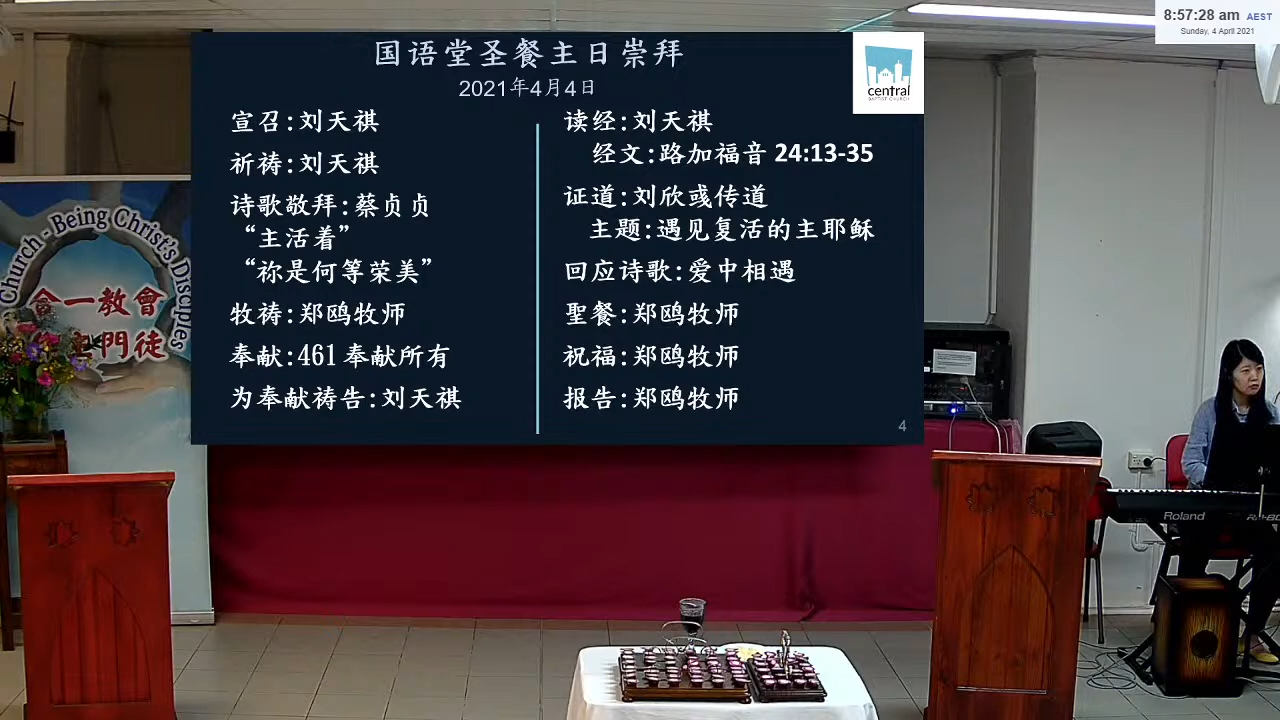 8:57:28 am AEST
Sunday, 4 April 2021
国语堂圣餐主日崇拜
2021年4月4日
central
BAPTIST CHURCH
宣召:刘天祺
祈祷:刘天祺
诗歌敬拜:蔡贞贞
“主活着”
“祢是何等荣美”
牧祷:郑鸥牧师
奉献:461 奉献所有
为奉献祷告:刘天祺
读经:刘天祺
经文:路加福音 24:13-35
证道:刘欣彧传道
主题:遇见复活的主耶稣
回应诗歌:爱中相遇
聖餐:郑鸥牧师
祝福:郑鸥牧师
报告:郑鸥牧师
4
Church - Being Christ's Disciples
合一教會
門徒
Roland